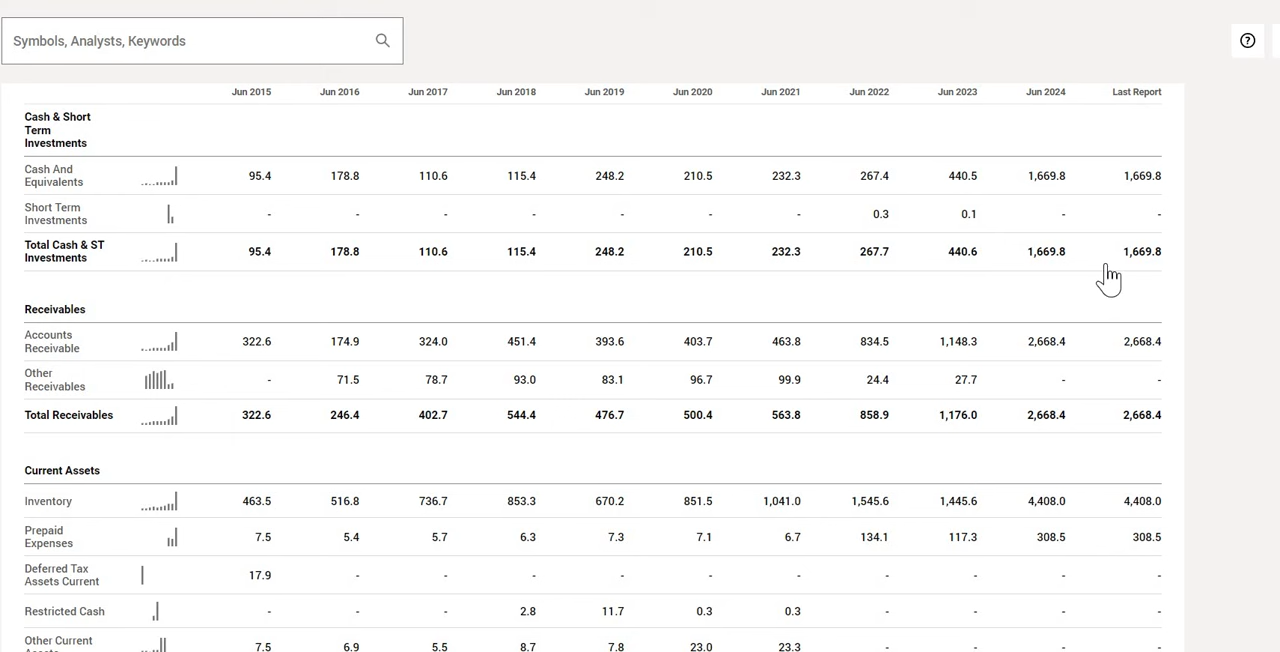 Symbols, Analysts, Keywords
Jun 2015 Jun 2016 Jun 2017 Jun 2018 Jun 2019 Jun 2020 Jun 2021 Jun 2022 Jun 2023 Jun 2024 Last Report
Cash & Short
Term
Investments
Cash And
Equivalents 95.4 178.8 110.6 115.4 248.2 210.5 232.3 267.4 440.5 1,669.8 1,669.8
Short Term
Investments - - - - - - - 0.3 0.1 - -
Total Cash & ST
Investments 95.4 178.8 110.6 115.4 248.2 210.5 232.3 267.7 440.6 1,669.8 1,669.8
Receivables
Accounts
Receivable 322.6 174.9 324.0 451.4 393.6 403.7 463.8 834.5 1,148.3 2,668.4 2,668.4
Other
Receivables - 71.5 78.7 93.0 83.1 96.7 99.9 24.4 27.7 - -
Total Receivables 322.6 246.4 402.7 544.4 476.7 500.4 563.8 858.9 1,176.0 2,668.4 2,668.4
Current Assets
Inventory 463.5 516.8 736.7 853.3 670.2 851.5 1,041.0 1,545.6 1,445.6 4,408.0 4,408.0
Prepaid
Expenses 7.5 5.4 5.7 6.3 7.3 7.1 6.7 134.1 117.3 308.5 308.5
Deferred Tax
Assets Current 17.9 - - - - - - - - - -
Restricted Cash - - - 2.8 11.7 0.3 0.3 - - - -
Other Current
Assets 7.5 6.9 5.5 8.7 7.8 23.0 23.3 - - - -